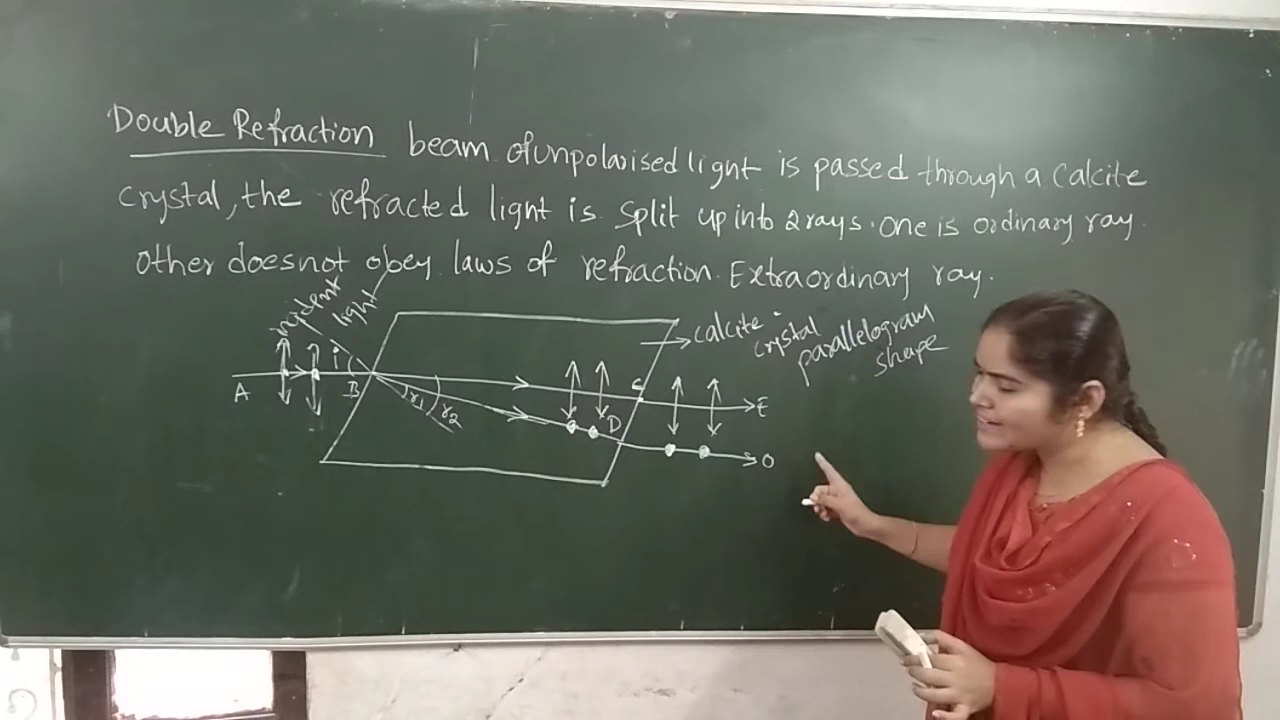 Double Refraction beam of unpolarised light is passed through a calcite
crystal, the refracted light is split up into 2 rays. One is ordinary ray.
Other does not obey laws of refraction. Extraordinary ray.
incident
light
calcite
crystal
parallelogram
shape
A
i
B
r1
r2
C
D
E
O